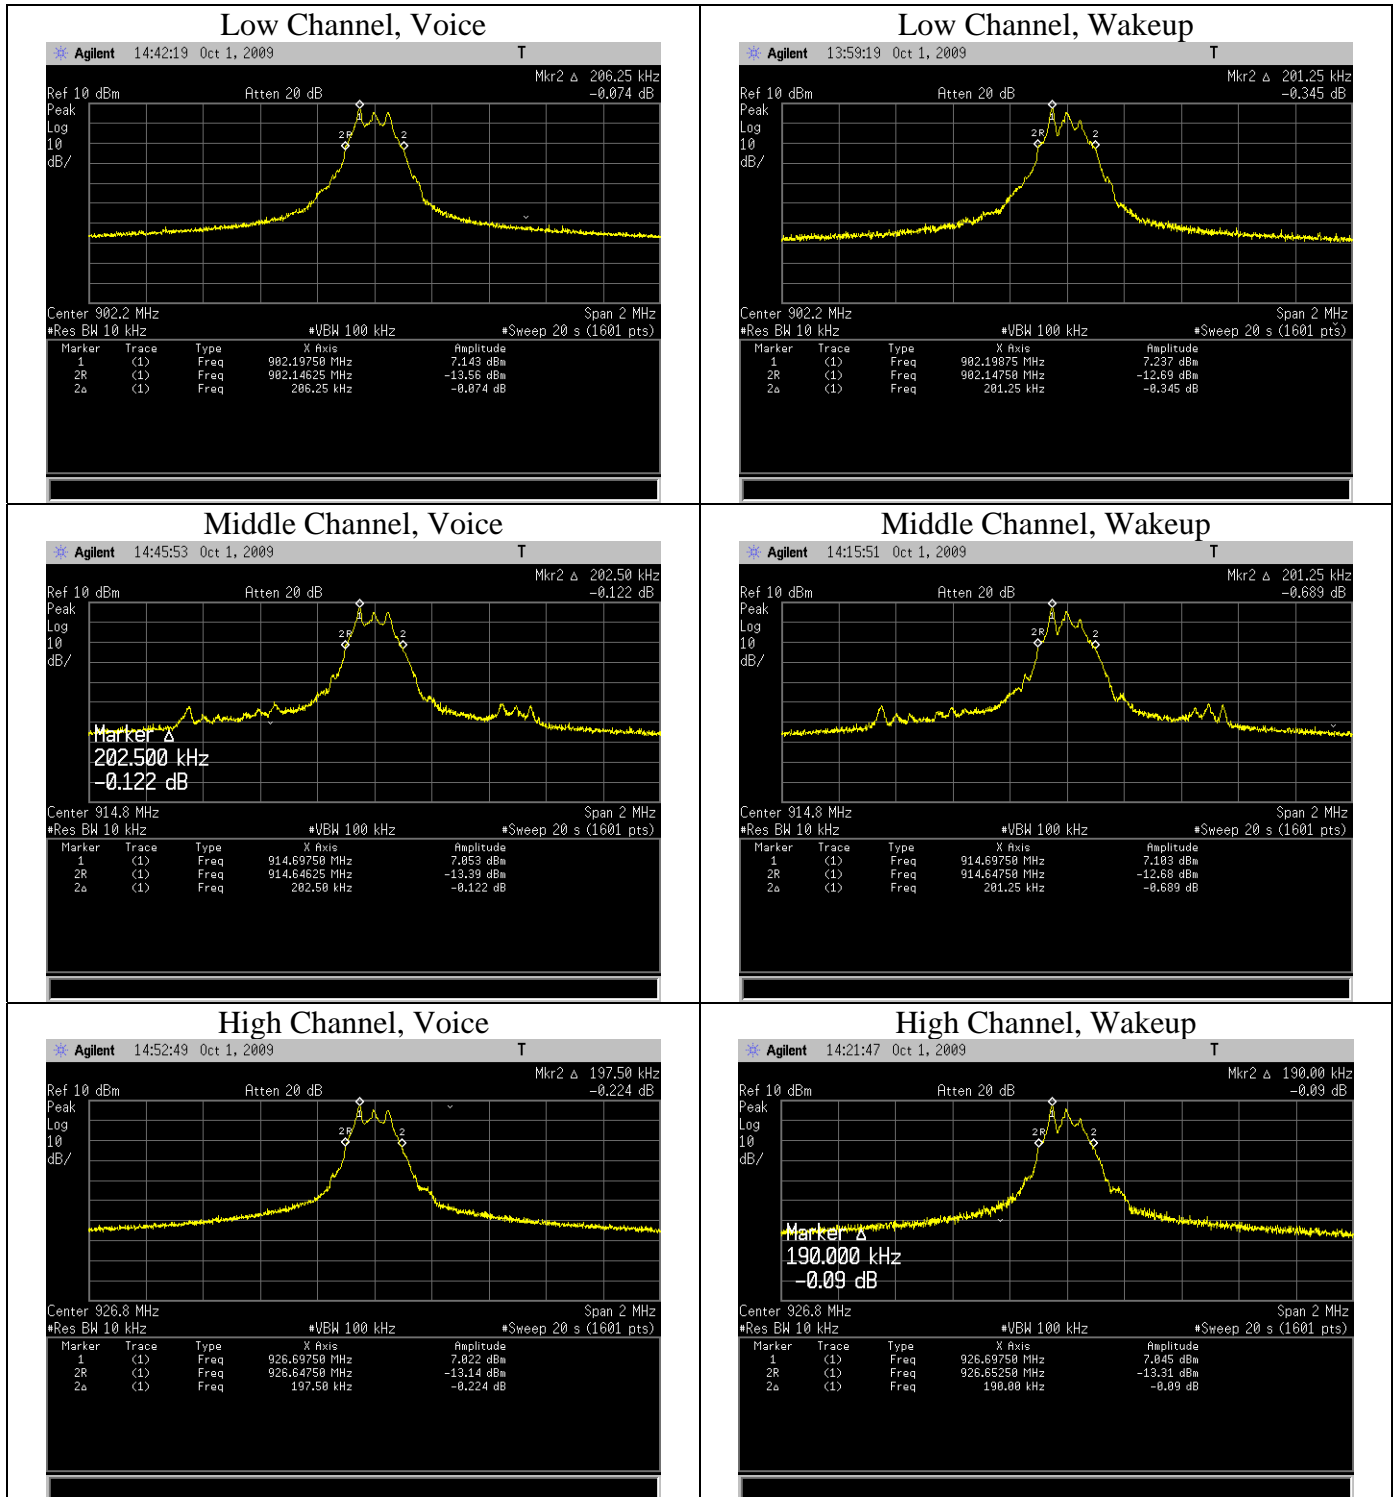 Low Channel, Voice
Agilent 14:42:19 Oct 1, 2009 T
Mkr2 Δ 206.25 kHz
Ref 10 dBm Atten 20 dB -0.074 dB
Peak
Log
10
dB/
1
2R
2
Center 902.2 MHz Span 2 MHz
#Res BW 10 kHz #VBW 100 kHz #Sweep 20 s (1601 pts)
Marker Trace Type X Axis Amplitude
1 (1) Freq 902.19750 MHz 7.143 dBm
2R (1) Freq 902.14625 MHz -13.56 dBm
2Δ (1) Freq 206.25 kHz -0.074 dB
Low Channel, Wakeup
Agilent 13:59:19 Oct 1, 2009 T
Mkr2 Δ 201.25 kHz
Ref 10 dBm Atten 20 dB -0.345 dB
Peak
Log
10
dB/
1
2R
2
Center 902.2 MHz Span 2 MHz
#Res BW 10 kHz #VBW 100 kHz #Sweep 20 s (1601 pts)
Marker Trace Type X Axis Amplitude
1 (1) Freq 902.19875 MHz 7.237 dBm
2R (1) Freq 902.14750 MHz -12.69 dBm
2Δ (1) Freq 201.25 kHz -0.345 dB
Middle Channel, Voice
Agilent 14:45:53 Oct 1, 2009 T
Mkr2 Δ 202.50 kHz
Ref 10 dBm Atten 20 dB -0.122 dB
Peak
Log
10
dB/
1
2R
2
Marker Δ
202.500 kHz
-0.122 dB
Center 914.8 MHz Span 2 MHz
#Res BW 10 kHz #VBW 100 kHz #Sweep 20 s (1601 pts)
Marker Trace Type X Axis Amplitude
1 (1) Freq 914.69750 MHz 7.053 dBm
2R (1) Freq 914.64625 MHz -13.39 dBm
2Δ (1) Freq 202.50 kHz -0.122 dB
Middle Channel, Wakeup
Agilent 14:15:51 Oct 1, 2009 T
Mkr2 Δ 201.25 kHz
Ref 10 dBm Atten 20 dB -0.689 dB
Peak
Log
10
dB/
1
2R
2
Center 914.8 MHz Span 2 MHz
#Res BW 10 kHz #VBW 100 kHz #Sweep 20 s (1601 pts)
Marker Trace Type X Axis Amplitude
1 (1) Freq 914.69750 MHz 7.103 dBm
2R (1) Freq 914.64750 MHz -12.68 dBm
2Δ (1) Freq 201.25 kHz -0.689 dB
High Channel, Voice
Agilent 14:52:49 Oct 1, 2009 T
Mkr2 Δ 197.50 kHz
Ref 10 dBm Atten 20 dB -0.224 dB
Peak
Log
10
dB/
1
2R
2
Center 926.8 MHz Span 2 MHz
#Res BW 10 kHz #VBW 100 kHz #Sweep 20 s (1601 pts)
Marker Trace Type X Axis Amplitude
1 (1) Freq 926.69750 MHz 7.022 dBm
2R (1) Freq 926.64750 MHz -13.14 dBm
2Δ (1) Freq 197.50 kHz -0.224 dB
High Channel, Wakeup
Agilent 14:21:47 Oct 1, 2009 T
Mkr2 Δ 190.00 kHz
Ref 10 dBm Atten 20 dB -0.09 dB
Peak
Log
10
dB/
1
2R
2
Marker Δ
190.000 kHz
-0.09 dB
Center 926.8 MHz Span 2 MHz
#Res BW 10 kHz #VBW 100 kHz #Sweep 20 s (1601 pts)
Marker Trace Type X Axis Amplitude
1 (1) Freq 926.69750 MHz 7.045 dBm
2R (1) Freq 926.65250 MHz -13.31 dBm
2Δ (1) Freq 190.00 kHz -0.09 dB